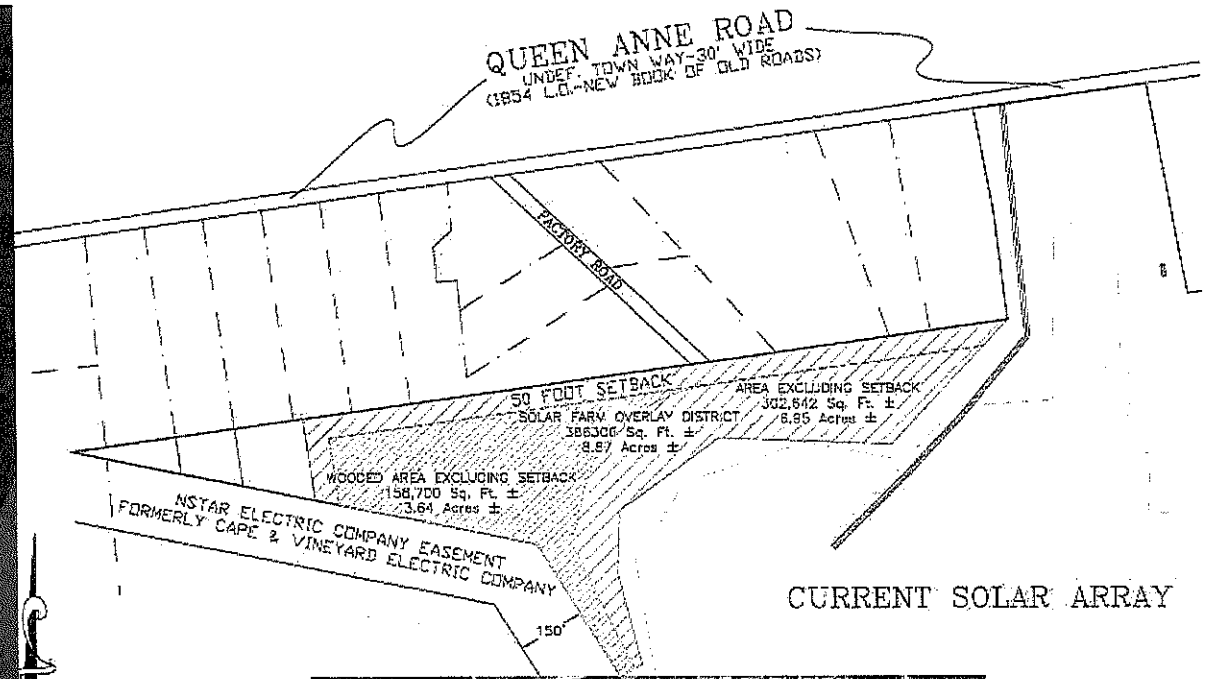 QUEEN ANNE ROAD
UNDEF. TOWN WAY-30' WIDE
(1854 L.O.-NEW BOOK OF OLD ROADS)
FACTORY ROAD
50 FOOT SETBACK
SOLAR FARM OVERLAY DISTRICT
386306 Sq. Ft. ±
8.87 Acres ±
AREA EXCLUDING SETBACK
302,642 Sq. Ft. ±
6.95 Acres ±
WOODED AREA EXCLUDING SETBACK
158,700 Sq. Ft. ±
3.64 Acres ±
NSTAR ELECTRIC COMPANY EASEMENT
FORMERLY CAPE & VINEYARD ELECTRIC COMPANY
150'
CURRENT SOLAR ARRAY